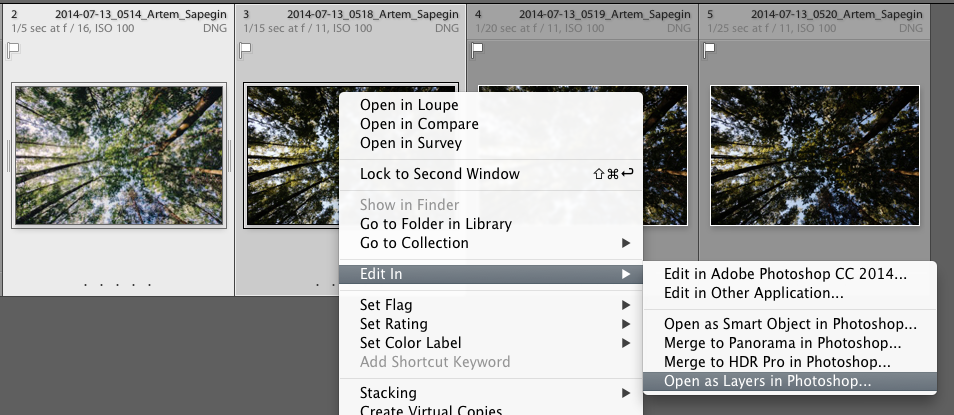 2 2014-07-13_0514_Artem_Sapegin
1/5 sec at f / 16, ISO 100 DNG
3 2014-07-13_0518_Artem_Sapegin
1/15 sec at f / 11, ISO 100 DNG
4 2014-07-13_0519_Artem_Sapegin
1/20 sec at f / 11, ISO 100 DNG
5 2014-07-13_0520_Artem_Sapegin
1/25 sec at f / 11, ISO 100 DNG
Open in Loupe
Open in Compare
Open in Survey
Lock to Second Window ⇧⌘↩
Show in Finder
Go to Folder in Library
Go to Collection ▶
Edit In ▶
Set Flag ▶
Set Rating ▶
Set Color Label ▶
Add Shortcut Keyword
Stacking ▶
Create Virtual Copies
Edit in Adobe Photoshop CC 2014...
Edit in Other Application...
Open as Smart Object in Photoshop...
Merge to Panorama in Photoshop...
Merge to HDR Pro in Photoshop...
Open as Layers in Photoshop...